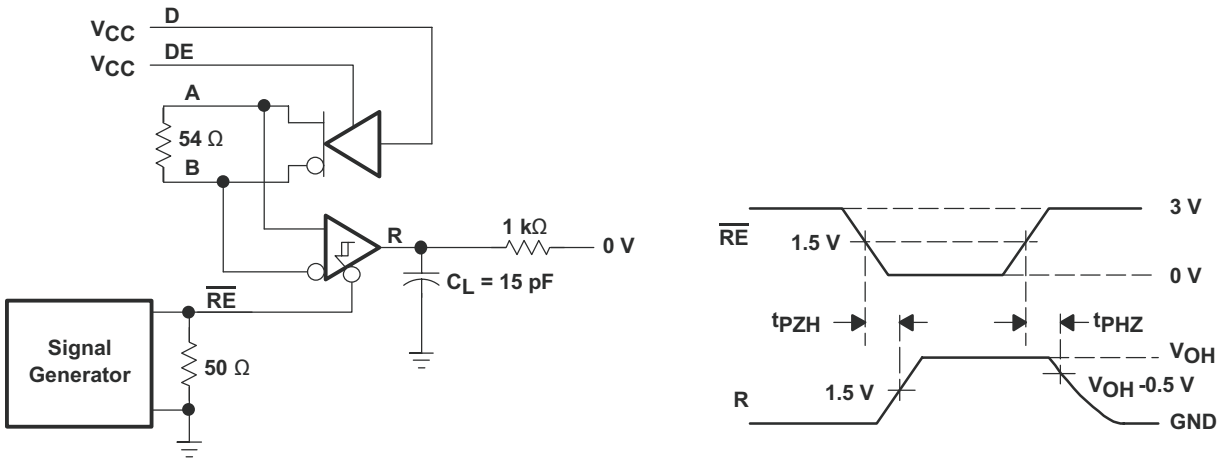 D
VCC
DE
VCC
A
54 Ω
B
R
1 kΩ
0 V
CL = 15 pF
RE
Signal
Generator
50 Ω
3 V
RE
1.5 V
0 V
tPZH
tPHZ
VOH
1.5 V
VOH -0.5 V
R
GND